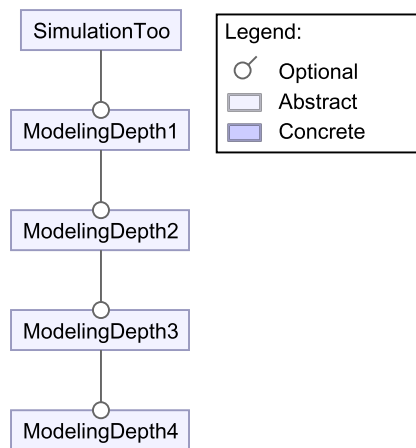 SimulationToo
Legend:
Optional
Abstract
Concrete
ModelingDepth1
ModelingDepth2
ModelingDepth3
ModelingDepth4